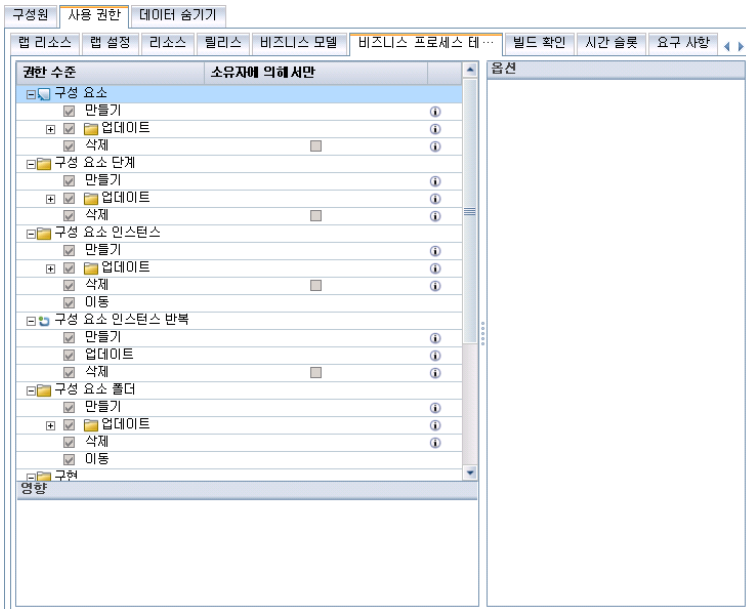 구성원 사용 권한 데이터 숨기기
랩 리소스 랩 설정 리소스 릴리스 비즈니스 모델 비즈니스 프로세스 테… 빌드 확인 시간 슬롯 요구 사항
권한 수준 소유자에 의해서만 옵션
구성 요소
만들기
업데이트
삭제
구성 요소 단계
만들기
업데이트
삭제
구성 요소 인스턴스
만들기
업데이트
삭제
이동
구성 요소 인스턴스 반복
만들기
업데이트
삭제
구성 요소 폴더
만들기
업데이트
삭제
이동
구현
영향